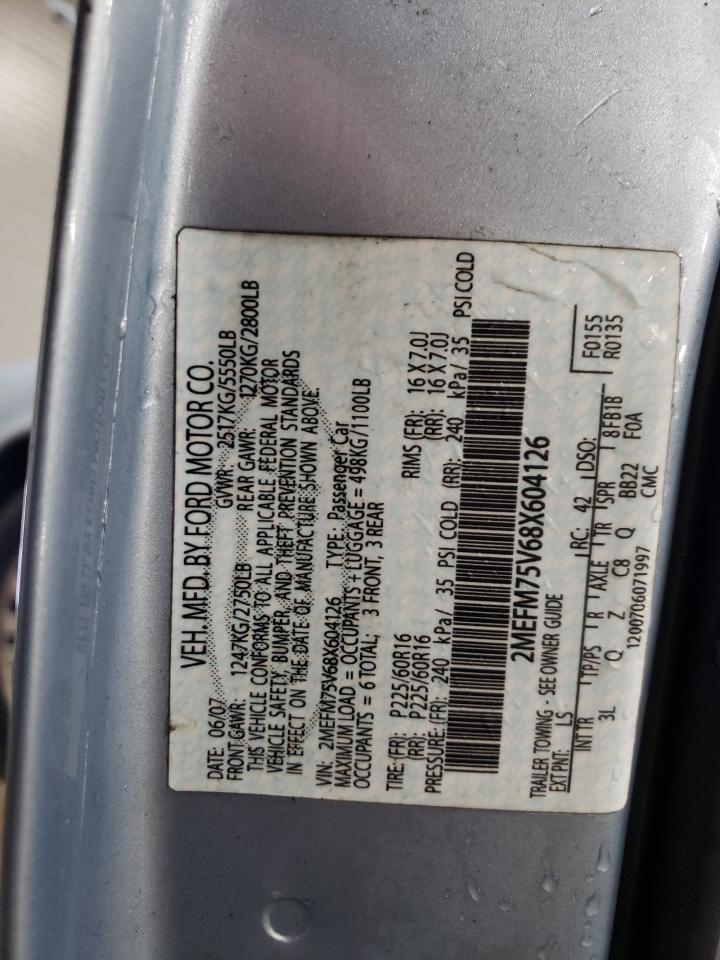 VEH.MFD. BY FORD MOTOR CO.
DATE: 06/07 GVWR: 2517KG/5550LB
FRONT GAWR: 1247KG/2750LB REAR GAWR: 1270KG/2800LB
THIS VEHICLE CONFORMS TO ALL APPLICABLE FEDERAL MOTOR
VEHICLE SAFETY, BUMPER, AND THEFT PREVENTION STANDARDS
IN EFFECT ON THE DATE OF MANUFACTURE SHOWN ABOVE.
VIN: 2MEFM75V68X604126 TYPE: Passenger Car
MAXIMUM LOAD = OCCUPANTS + LUGGAGE = 498KG/1100LB
OCCUPANTS = 6 TOTAL; 3 FRONT, 3 REAR
TIRE: (FR): P225/60R16 RIMS (FR): 16 X 7.0J
(RR): P225/60R16 (RR): 16 X 7.0J
PRESSURE: (FR): 240 kPa/ 35 PSI COLD (RR): 240 kPa/ 35 PSI COLD
2MEFM75V68X604126
TRAILER TOWING - SEE OWNER GUIDE
EXT PNT: LS RC: 42 DSO: F0155
INT TR TP/PS R AXLE TR SPR R0135
3L Q Z C8 Q BB22 8FB1B
F0A
1200706071997 CMC